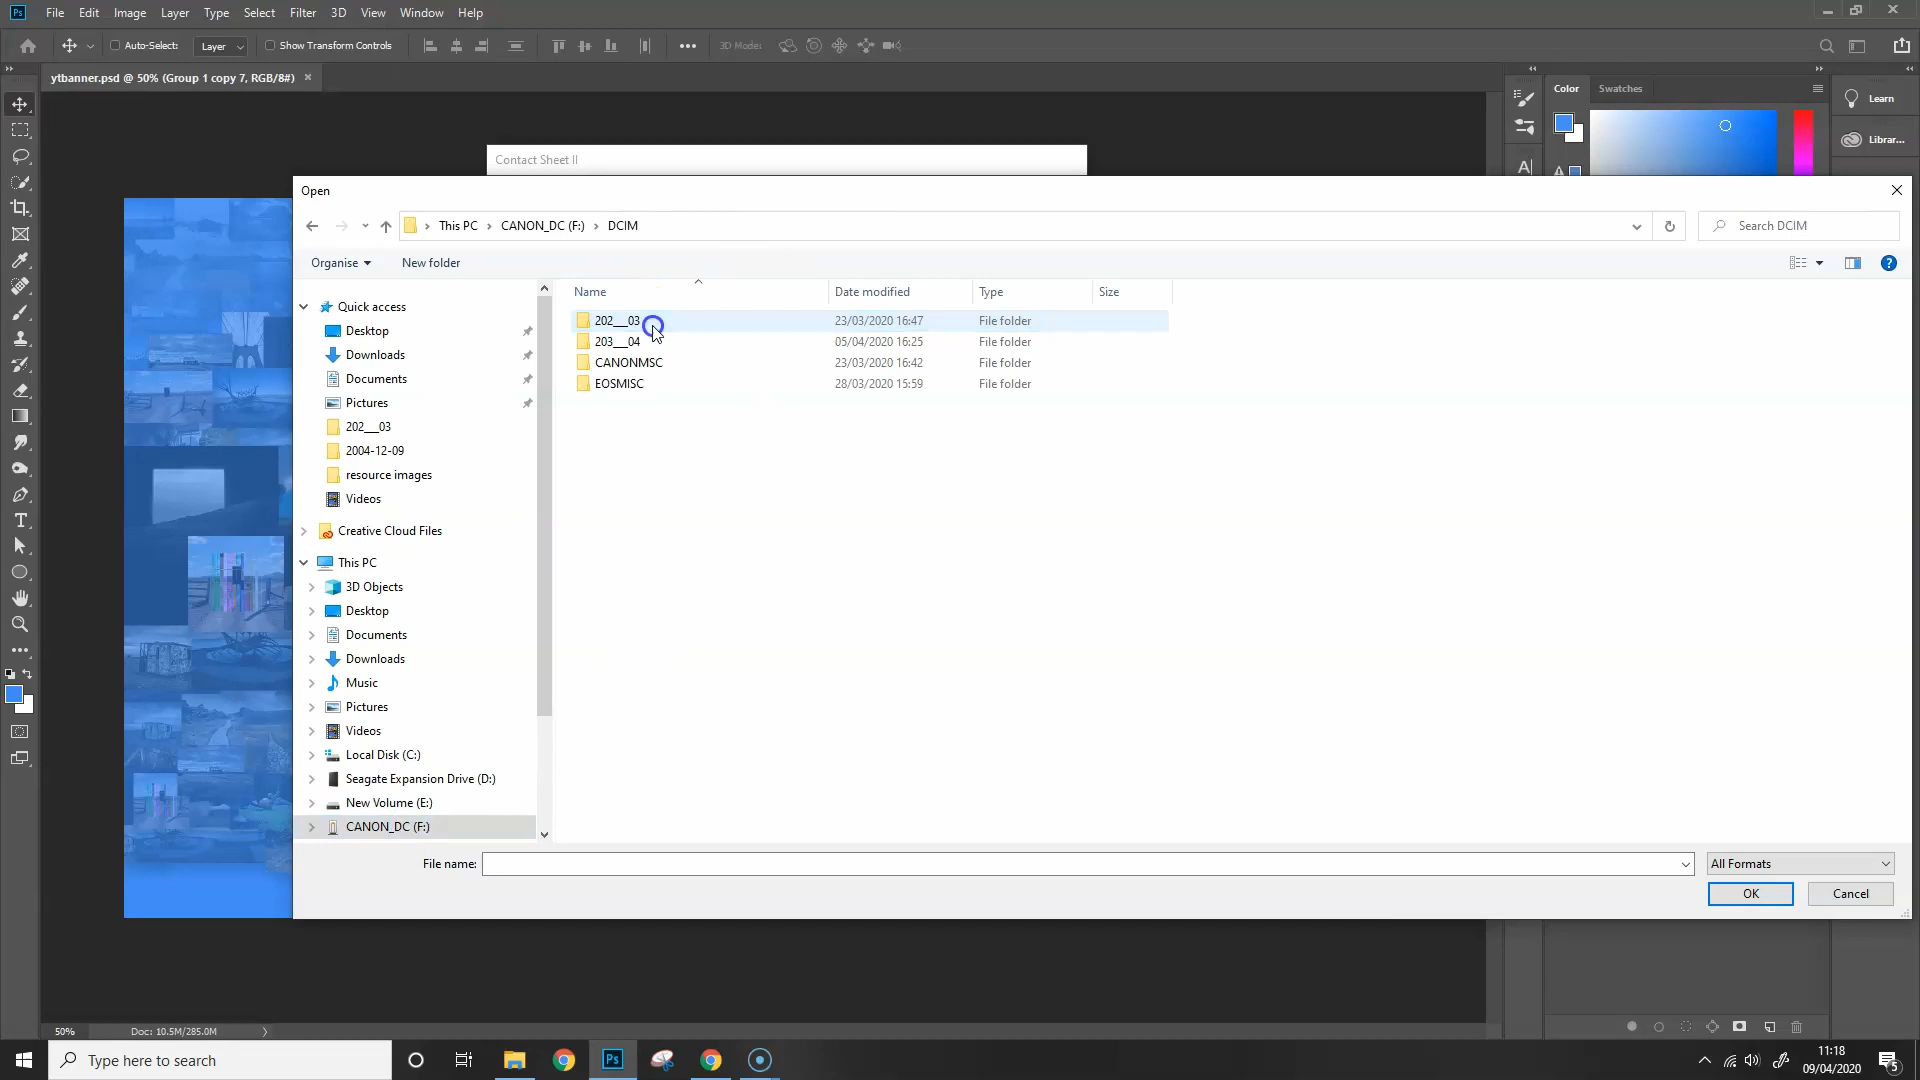 Ps File Edit Image Layer Type Select Filter 3D View Window Help
Auto-Select: Layer Show Transform Controls 3D Mode:
ytbanner.psd @ 50% (Group 1 copy 7, RGB/8#) ×
Color Swatches
Learn
Librar...
Contact Sheet II
Open
This PC › CANON_DC (F:) › DCIM
Search DCIM
Organise New folder
Name Date modified Type Size
202___03 23/03/2020 16:47 File folder
203___04 05/04/2020 16:25 File folder
CANONMSC 23/03/2020 16:42 File folder
EOSMISC 28/03/2020 15:59 File folder
Quick access
Desktop
Downloads
Documents
Pictures
202___03
2004-12-09
resource images
Videos
Creative Cloud Files
This PC
3D Objects
Desktop
Documents
Downloads
Music
Pictures
Videos
Local Disk (C:)
Seagate Expansion Drive (D:)
New Volume (E:)
CANON_DC (F:)
File name: All Formats
OK Cancel
50% Doc: 10.5M/285.0M
Type here to search
Ps
11:18
09/04/2020
5